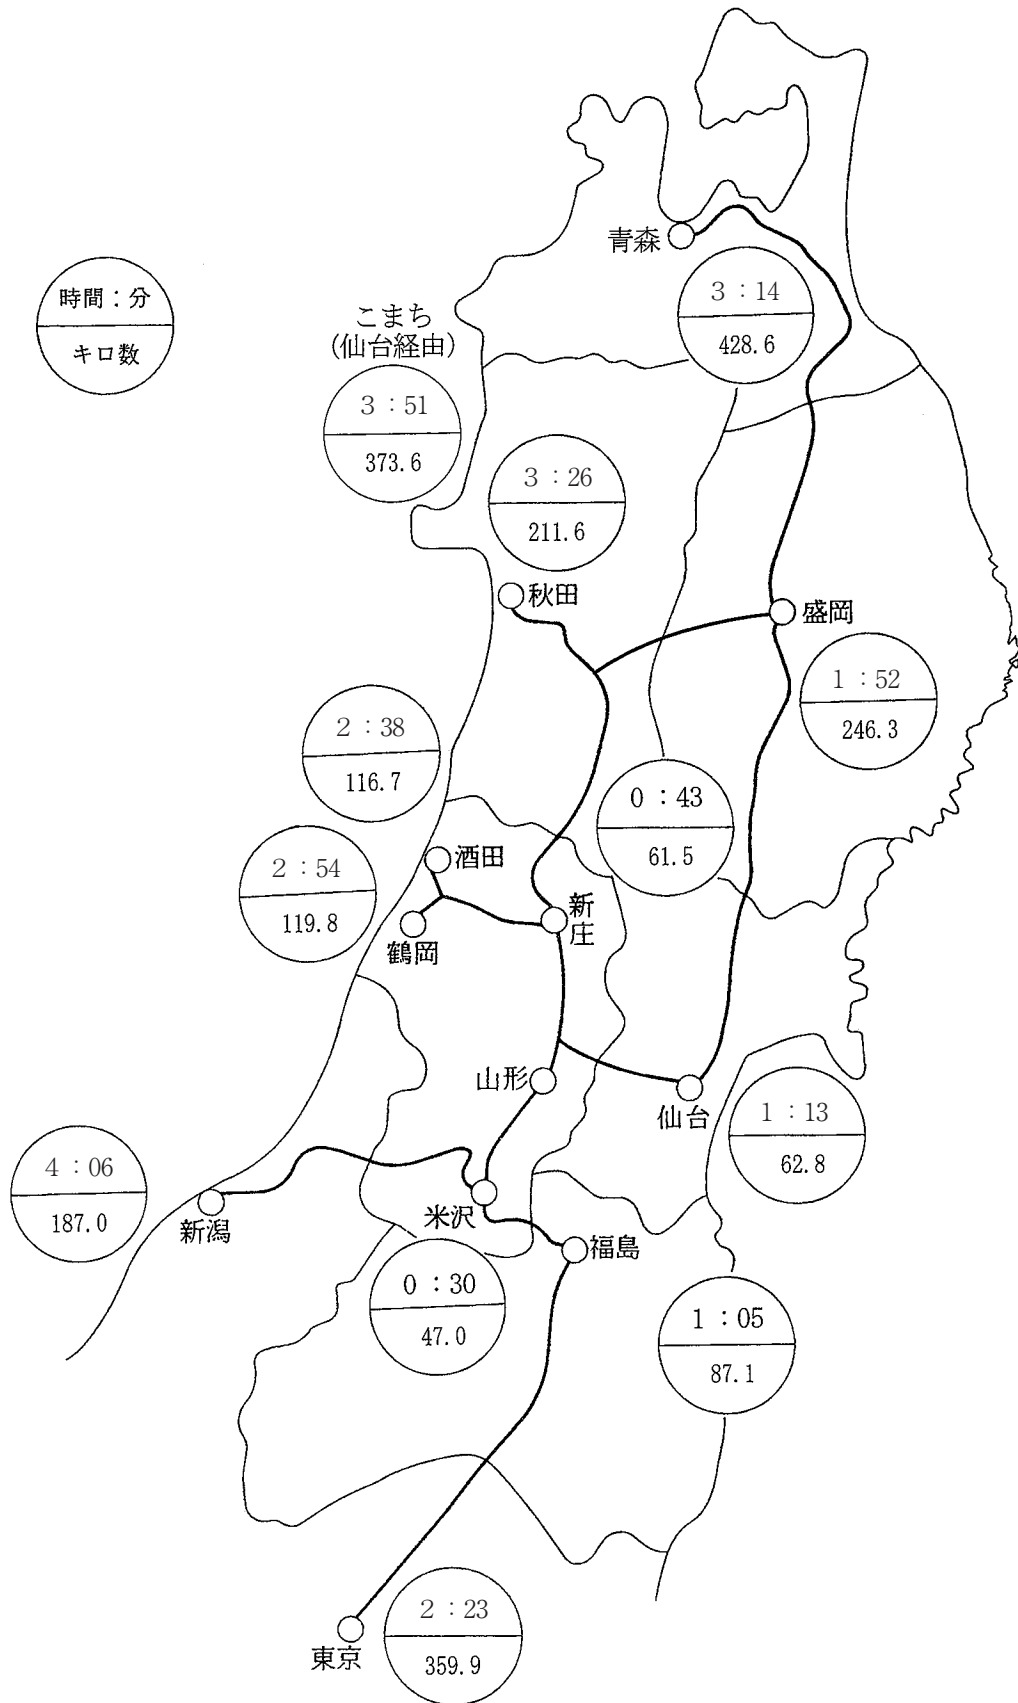 青森
3:14
428.6
時間:分
キロ数
こまち
(仙台経由)
3:51
373.6
3:26
211.6
秋田
盛岡
1:52
246.3
2:38
116.7
0:43
61.5
酒田
2:54
119.8
鶴岡
新庄
山形
仙台
1:13
62.8
4:06
187.0
新潟
米沢
福島
0:30
47.0
1:05
87.1
東京
2:23
359.9